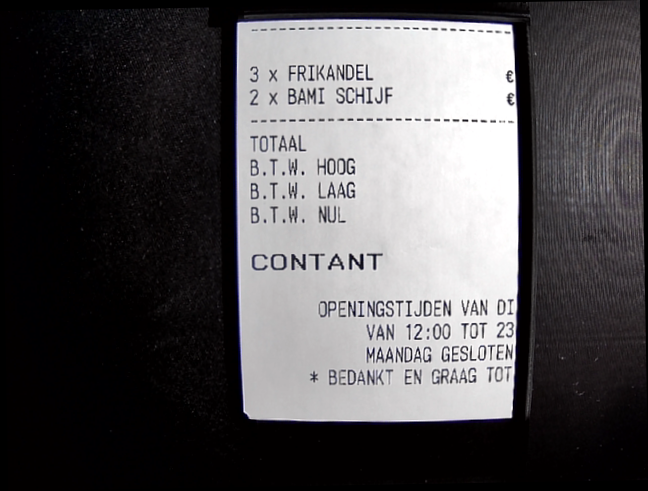 3 x FRIKANDEL €
2 x BAMI SCHIJF €
TOTAAL
B.T.W. HOOG
B.T.W. LAAG
B.T.W. NUL
CONTANT
OPENINGSTIJDEN VAN DI
VAN 12:00 TOT 23
MAANDAG GESLOTEN
* BEDANKT EN GRAAG TOT